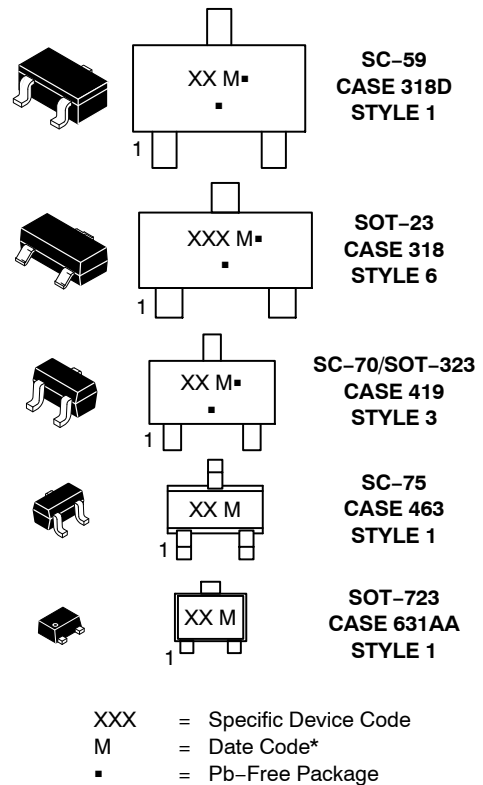 XX M▪
▪
1
SC−59
CASE 318D
STYLE 1
XXX M▪
▪
1
SOT−23
CASE 318
STYLE 6
XX M▪
▪
1
SC−70/SOT−323
CASE 419
STYLE 3
XX M
1
SC−75
CASE 463
STYLE 1
XX M
1
SOT−723
CASE 631AA
STYLE 1
XXX = Specific Device Code
M = Date Code*
▪ = Pb−Free Package